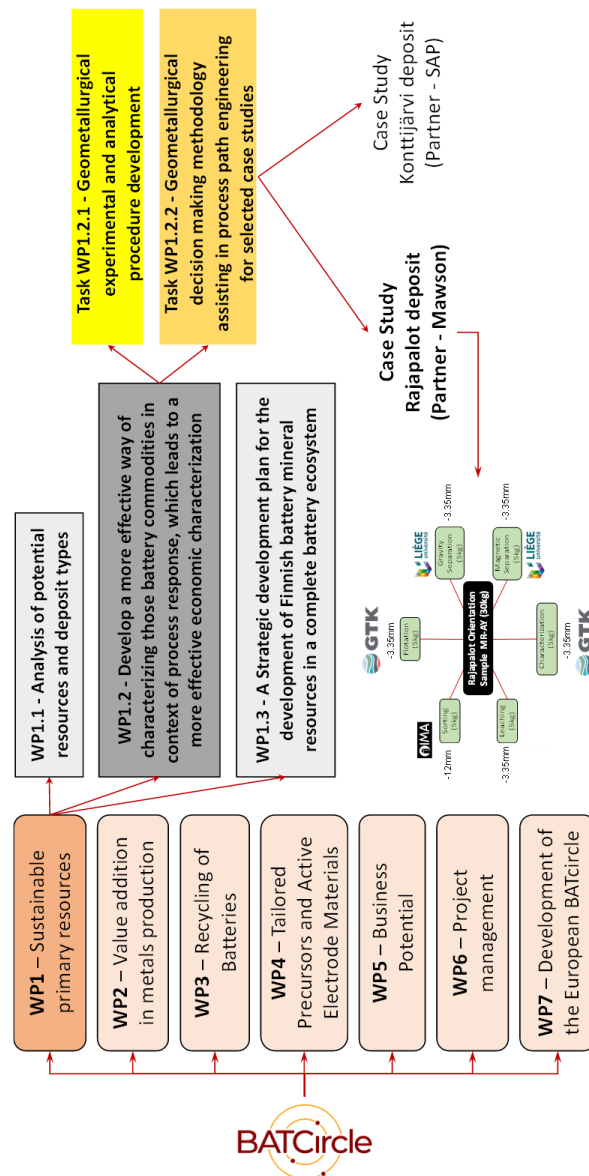 BATCircle
WP1 – Sustainable
primary resources
WP2 – Value addition
in metals production
WP3 – Recycling of
Batteries
WP4 – Tailored
Precursors and Active
Electrode Materials
WP5 – Business
Potential
WP6 – Project
management
WP7 – Development of
the European BATcircle
WP1.1 - Analysis of potential
resources and deposit types
WP1.2 – Develop a more effective way of
characterizing those battery commodities in
context of process response, which leads to a
more effective economic characterization
WP1.3 - A Strategic development plan for the
development of Finnish battery mineral
resources in a complete battery ecosystem
Task WP1.2.1 - Geometallurgical
experimental and analytical
procedure development
Task WP1.2.2 - Geometallurgical
decision making methodology
assisting in process path engineering
for selected case studies
Case Study
Rajapalot deposit
(Partner - Mawson)
Case Study
Konttijärvi deposit
(Partner - SAP)
GTK
-3.35mm
Flotation
(5kg)
LIÈGE
université
Gravity
Separation
(5kg)
-3.35mm
IMA
Sorting
(5kg)
-12mm
Rajapalot Orientation
Sample MR-AY (30kg)
Magnetic
Separation
(5kg)
-3.35mm
LIÈGE
université
Leaching
(5kg)
-3.35mm
Characterization
(5kg)
-3.35mm
GTK